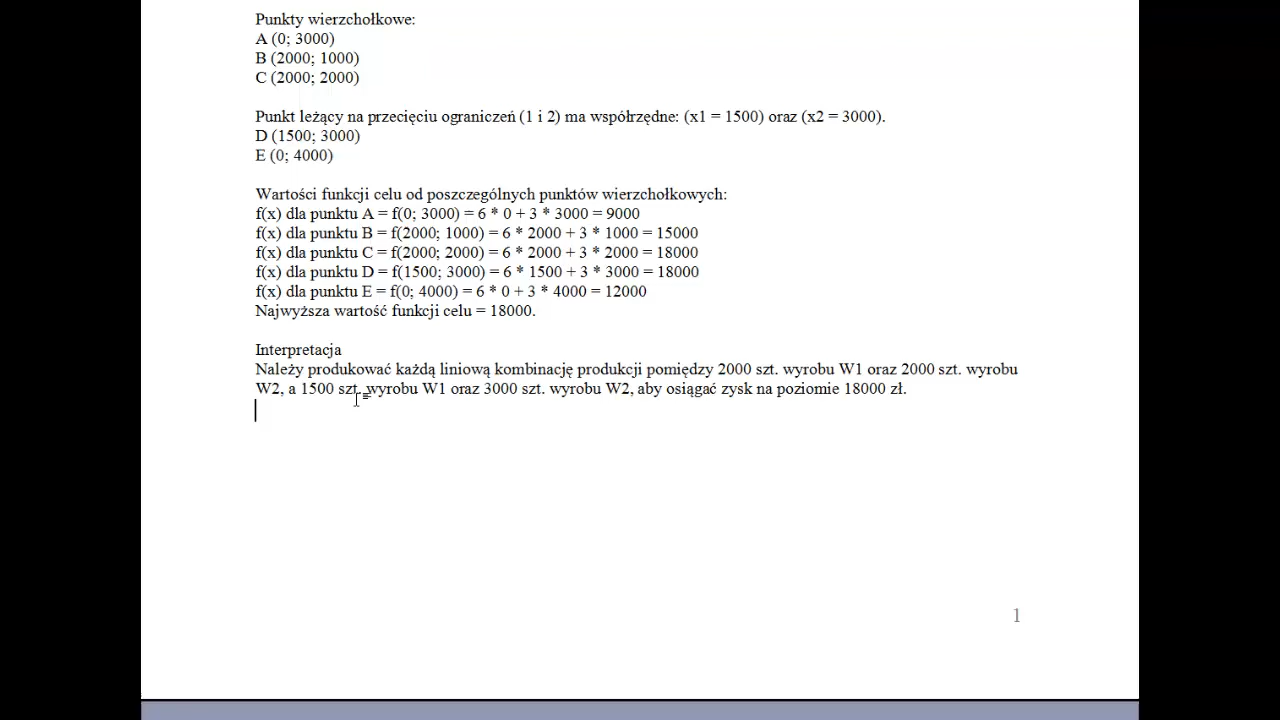 Punkty wierzchołkowe:
A (0; 3000)
B (2000; 1000)
C (2000; 2000)
Punkt leżący na przecięciu ograniczeń (1 i 2) ma współrzędne: (x1 = 1500) oraz (x2 = 3000).
D (1500; 3000)
E (0; 4000)
Wartości funkcji celu od poszczególnych punktów wierzchołkowych:
f(x) dla punktu A = f(0; 3000) = 6 * 0 + 3 * 3000 = 9000
f(x) dla punktu B = f(2000; 1000) = 6 * 2000 + 3 * 1000 = 15000
f(x) dla punktu C = f(2000; 2000) = 6 * 2000 + 3 * 2000 = 18000
f(x) dla punktu D = f(1500; 3000) = 6 * 1500 + 3 * 3000 = 18000
f(x) dla punktu E = f(0; 4000) = 6 * 0 + 3 * 4000 = 12000
Najwyższa wartość funkcji celu = 18000.
Interpretacja
Należy produkować każdą liniową kombinację produkcji pomiędzy 2000 szt. wyrobu W1 oraz 2000 szt. wyrobu
W2, a 1500 szt. wyrobu W1 oraz 3000 szt. wyrobu W2, aby osiągać zysk na poziomie 18000 zł.
1